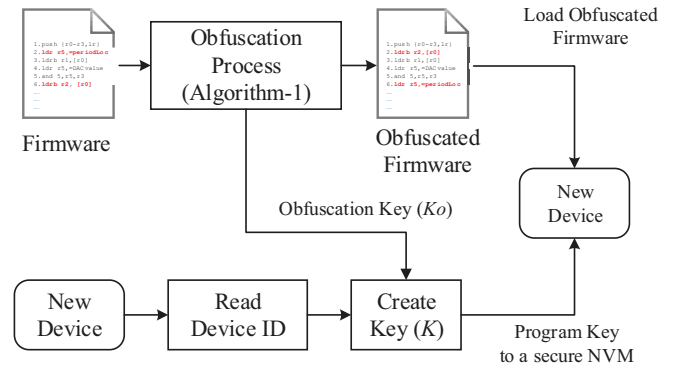 1.push {r0-r3,lr)
2.ldr r5,=periodLoc
3.ldrb r1,[r0]
4.ldr r5,=DACvalue
5.and r5,r5,r3
6.ldrb r2, [r0]
...
...
...
Firmware
Obfuscation
Process
(Algorithm-1)
1.push {r0-r3,lr)
2.ldrb r2,[r0]
3.ldrb r1,[r0]
4.ldr r5,=DACvalue
5.and r5,r5,r3
6.ldr r5,=periodLoc
...
...
...
Obfuscated
Firmware
Load Obfuscated
Firmware
Obfuscation Key (Ko)
New
Device
New
Device
Read
Device ID
Create
Key (K)
Program Key
to a secure NVM